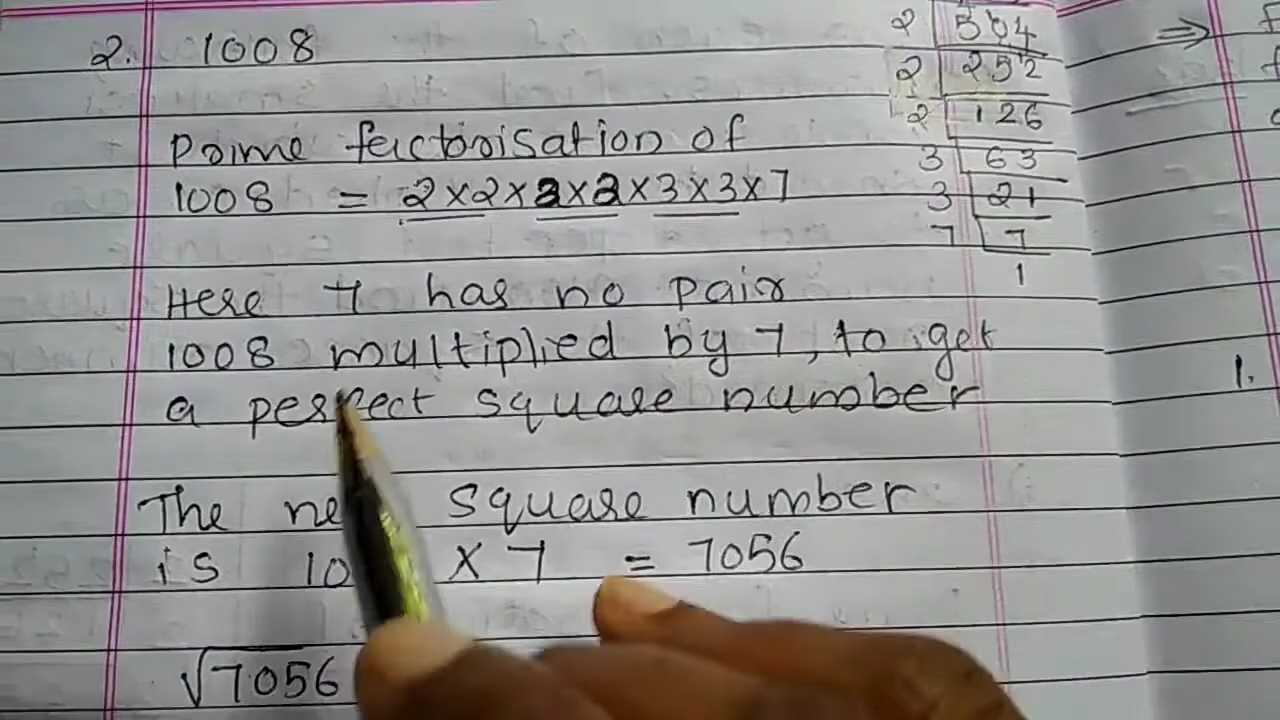 2. 1008
2 504
2 252
2 126
3 63
3 21
7 7
1
⇒
Prime factorisation of
1008 = 2×2×2×2×3×3×7
Here 7 has no pair
1008 multiplied by 7, to get
a perfect square number
The square number
is 10 × 7 = 7056
√7056
1.